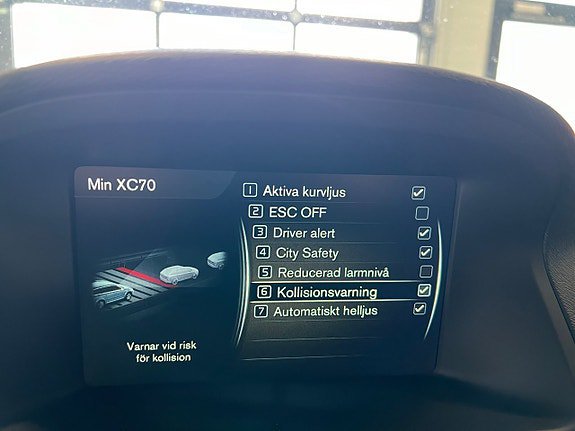 Min XC70
1 Aktiva kurvljus
2 ESC OFF
3 Driver alert
4 City Safety
5 Reducerad larmnivå
6 Kollisionsvarning
7 Automatiskt helljus
Varnar vid risk
för kollision